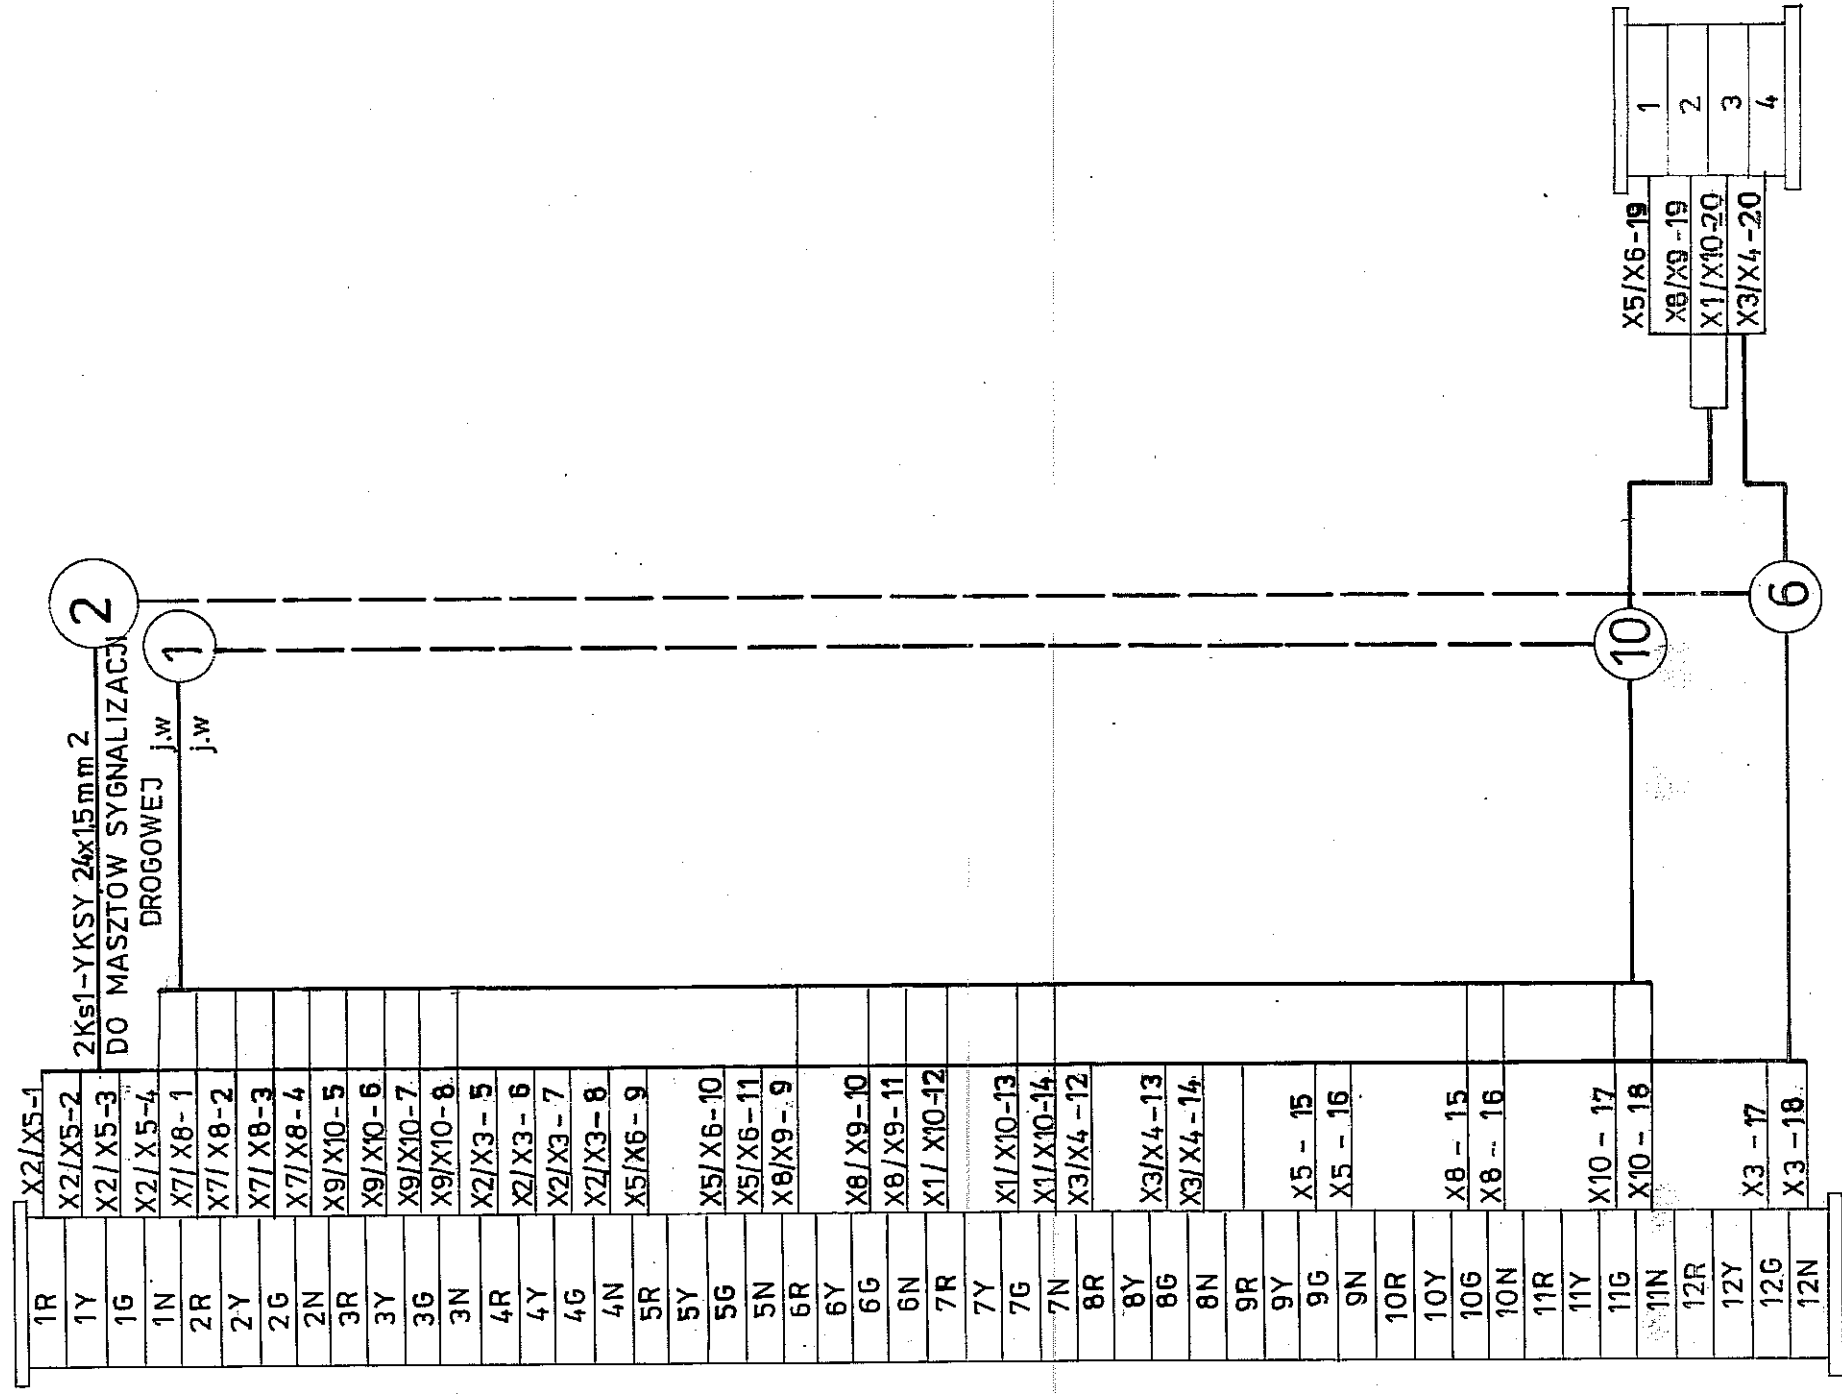 2Ks1-YKSY 24x1,5mm2
DO MASZTÓW SYGNALIZACJI
DROGOWEJ
j.w
j.w
2
1
10
6
X2/X5-1
X2/X5-2
X2/X5-3
X2/X5-4
X7/X8-1
X7/X8-2
X7/X8-3
X7/X8-4
X9/X10-5
X9/X10-6
X9/X10-7
X9/X10-8
X2/X3-5
X2/X3-6
X2/X3-7
X2/X3-8
X5/X6-9
X5/X6-10
X5/X6-11
X8/X9-9
X8/X9-10
X8/X9-11
X1/X10-12
X1/X10-13
X1/X10-14
X3/X4-12
X3/X4-13
X3/X4-14
X5-15
X5-16
X8-15
X8-16
X10-17
X10-18
X3-17
X3-18
1R
1Y
1G
1N
2R
2Y
2G
2N
3R
3Y
3G
3N
4R
4Y
4G
4N
5R
5Y
5G
5N
6R
6Y
6G
6N
7R
7Y
7G
7N
8R
8Y
8G
8N
9R
9Y
9G
9N
10R
10Y
10G
10N
11R
11Y
11G
11N
12R
12Y
12G
12N
X5/X6-19
X8/X9-19
X1/X10-20
X3/X4-20
1
2
3
4